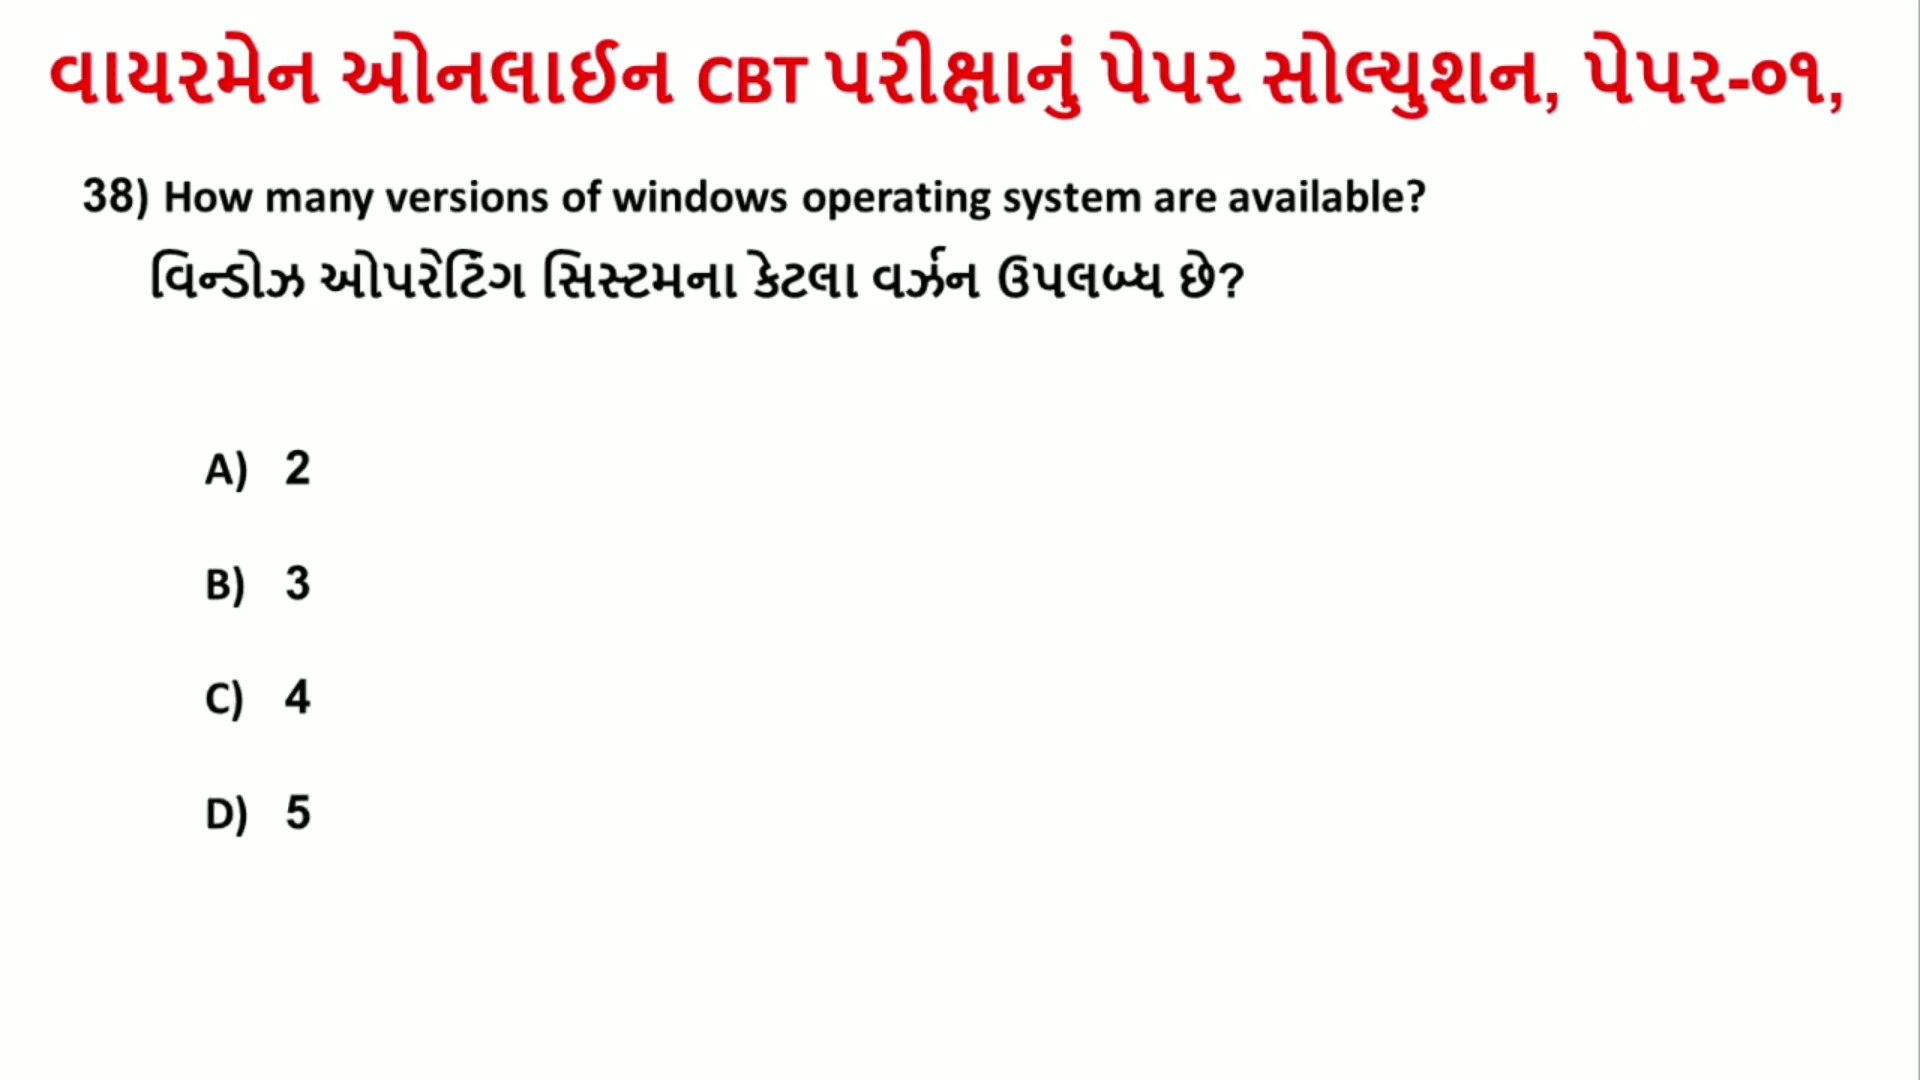 વાયરમેન ઓનલાઈન CBT પરીક્ષાનું પેપર સોલ્યુશન, પેપર-૦૧,
38) How many versions of windows operating system are available?
વિન્ડોઝ ઓપરેટિંગ સિસ્ટમના કેટલા વર્ઝન ઉપલબ્ધ છે?
A) 2
B) 3
C) 4
D) 5